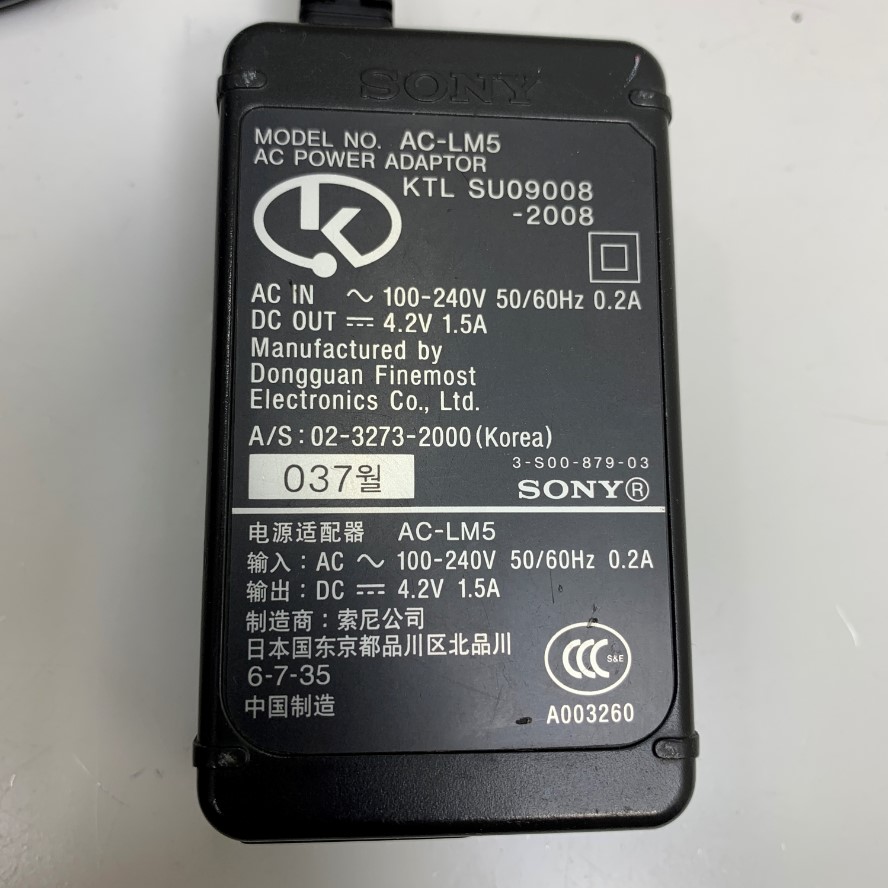 SONY
MODEL NO. AC-LM5
AC POWER ADAPTOR
KTL SU09008
-2008
AC IN ～ 100-240V 50/60Hz 0.2A
DC OUT ⎓ 4.2V 1.5A
Manufactured by
Dongguan Finemost
Electronics Co., Ltd.
A/S : 02-3273-2000 (Korea)
037월
3-S00-879-03
SONY®
电源适配器 AC-LM5
输入 : AC ～ 100-240V 50/60Hz 0.2A
输出 : DC ⎓ 4.2V 1.5A
制造商 : 索尼公司
日本国东京都品川区北品川
6-7-35
中国制造
CCC S&E
A003260